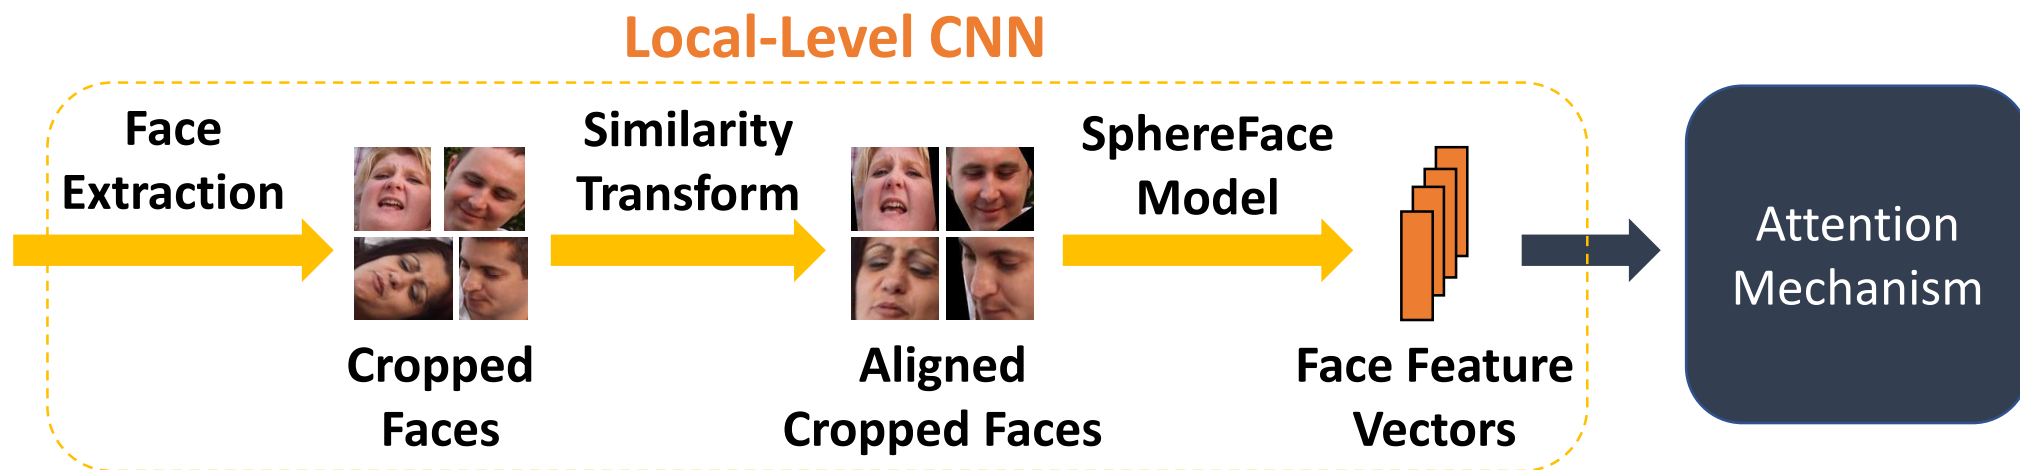 Local-Level CNN
Face
Extraction
Similarity
Transform
SphereFace
Model
Attention
Mechanism
Cropped
Faces
Aligned
Cropped Faces
Face Feature
Vectors